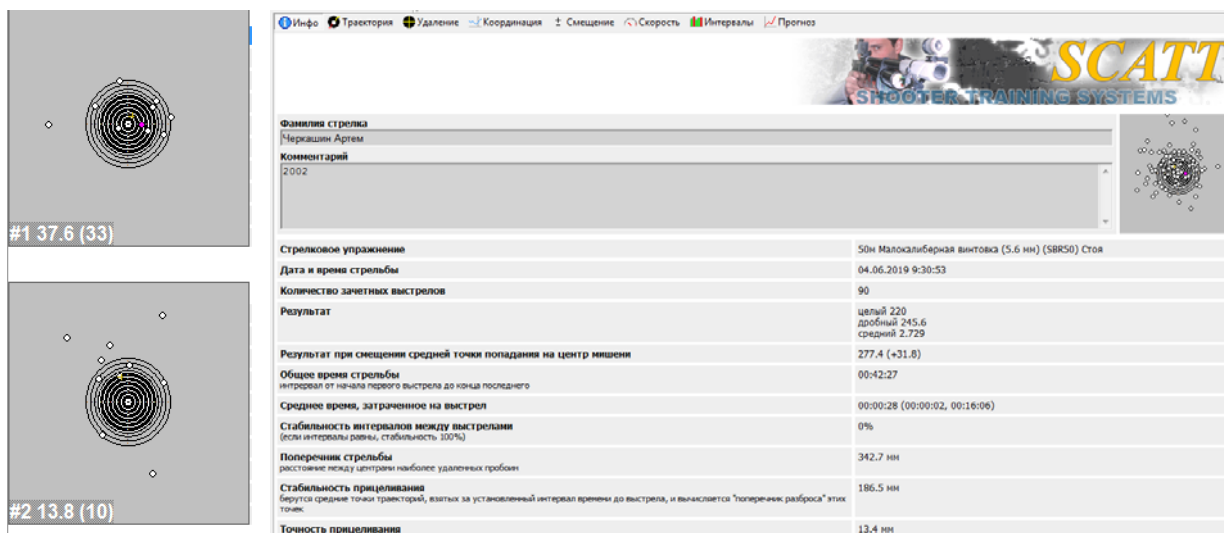 Инфо Траектория Удаление Координация ± Смещение Скорость Интервалы Прогноз
SCATT
SHOOTER TRAINING SYSTEMS
Фамилия стрелка
Черкашин Артем
Комментарий
2002
#1 37.6 (33)
#2 13.8 (10)
Стрелковое упражнение 50м Малокалиберная винтовка (5.6 мм) (SBR50) Стоя
Дата и время стрельбы 04.06.2019 9:30:53
Количество зачетных выстрелов 90
Результат целый 220
дробный 245.6
средний 2.729
Результат при смещении средней точки попадания на центр мишени 277.4 (+31.8)
Общее время стрельбы 00:42:27
интрервал от начала первого выстрела до конца последнего
Среднее время, затраченное на выстрел 00:00:28 (00:00:02, 00:16:06)
Стабильность интервалов между выстрелами 0%
(если интервалы равны, стабильность 100%)
Поперечник стрельбы 342.7 мм
расстояние между центрами наиболее удаленных пробоин
Стабильность прицеливания 186.5 мм
берутся средние точки траекторий, взятых за установленный интервал времени до выстрела, и вычисляется "поперечник разброса" этих
точек
Точность прицеливания 13.4 мм